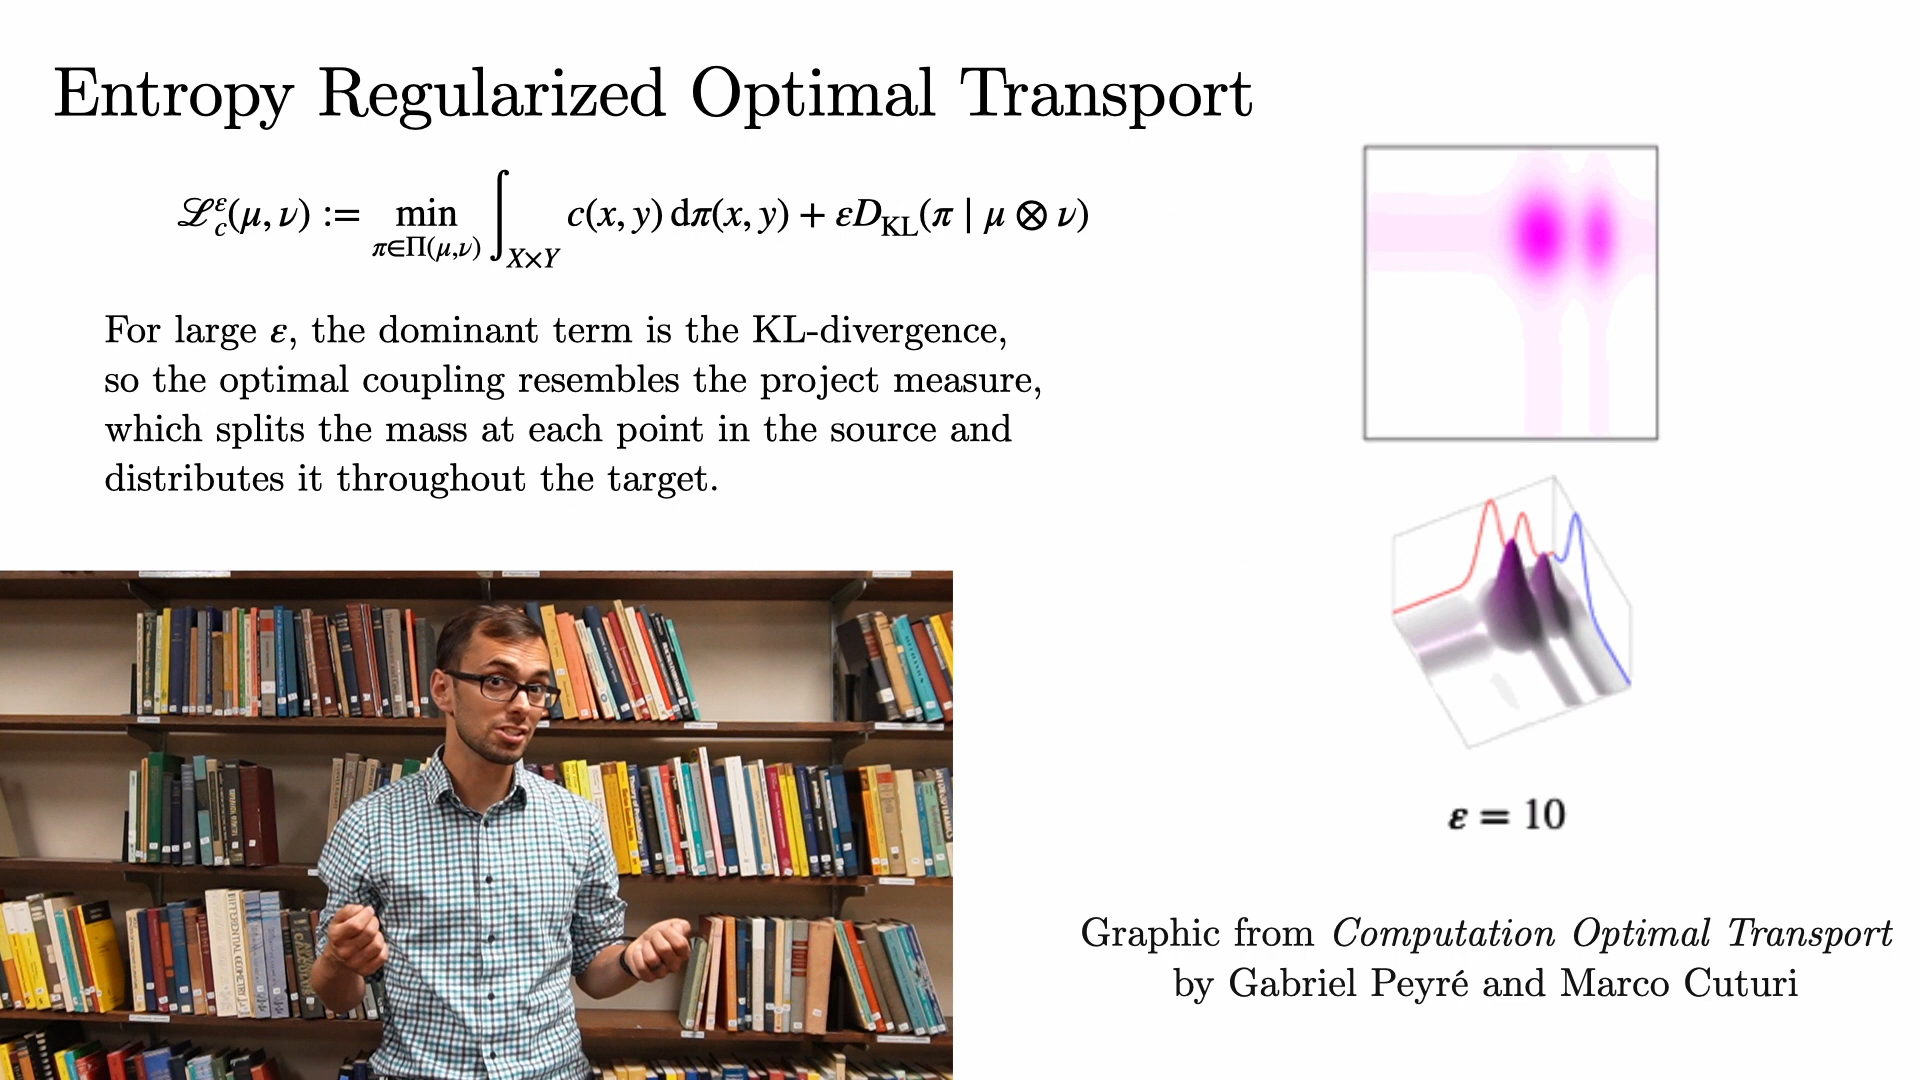 Entropy Regularized Optimal Transport
ℒ_c^ε(μ, ν) := min_{π∈Π(μ,ν)} ∫_{X×Y} c(x, y) dπ(x, y) + εD_KL(π | μ ⊗ ν)
For large ε, the dominant term is the KL-divergence,
so the optimal coupling resembles the project measure,
which splits the mass at each point in the source and
distributes it throughout the target.
ε = 10
Graphic from Computation Optimal Transport
by Gabriel Peyré and Marco Cuturi
DIFFERENTIAL GEOMETRY